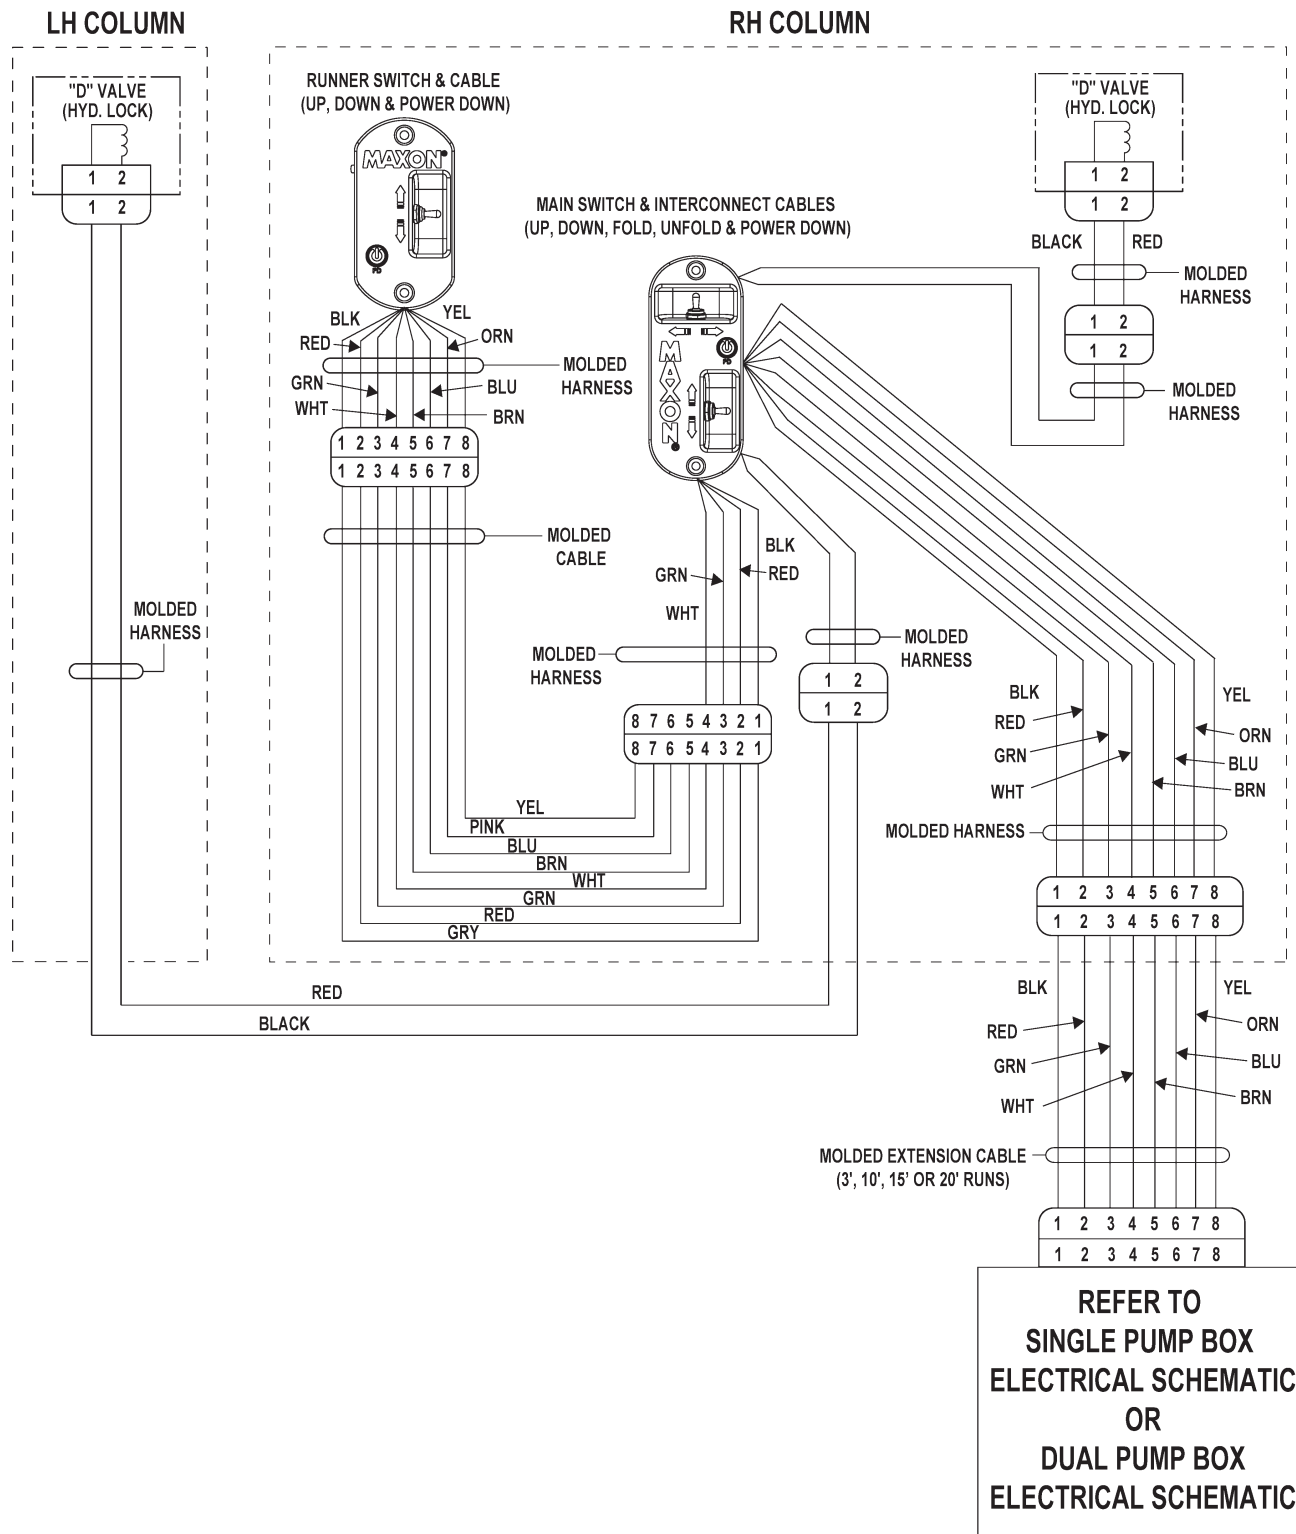 LH COLUMN
RH COLUMN
"D" VALVE
(HYD. LOCK)
1 2
1 2
RUNNER SWITCH & CABLE
(UP, DOWN & POWER DOWN)
MAXON
PD
BLK
YEL
RED
ORN
MOLDED
HARNESS
GRN
BLU
WHT
BRN
1 2 3 4 5 6 7 8
1 2 3 4 5 6 7 8
MOLDED
CABLE
MAIN SWITCH & INTERCONNECT CABLES
(UP, DOWN, FOLD, UNFOLD & POWER DOWN)
PD
MAXON
"D" VALVE
(HYD. LOCK)
1 2
1 2
BLACK
RED
MOLDED
HARNESS
1 2
1 2
MOLDED
HARNESS
BLK
GRN
RED
WHT
MOLDED
HARNESS
MOLDED
HARNESS
MOLDED
HARNESS
1 2
1 2
8 7 6 5 4 3 2 1
8 7 6 5 4 3 2 1
YEL
PINK
BLU
BRN
WHT
GRN
RED
GRY
RED
BLACK
BLK
YEL
RED
ORN
GRN
BLU
WHT
BRN
MOLDED HARNESS
1 2 3 4 5 6 7 8
1 2 3 4 5 6 7 8
BLK
YEL
RED
ORN
GRN
BLU
WHT
BRN
MOLDED EXTENSION CABLE
(3', 10', 15' OR 20' RUNS)
1 2 3 4 5 6 7 8
1 2 3 4 5 6 7 8
REFER TO
SINGLE PUMP BOX
ELECTRICAL SCHEMATIC
OR
DUAL PUMP BOX
ELECTRICAL SCHEMATIC